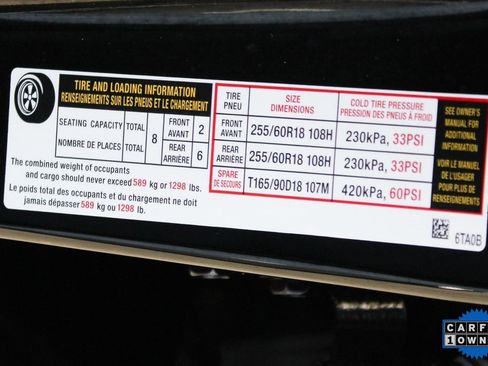 TIRE AND LOADING INFORMATION
RENSEIGNEMENTS SUR LES PNEUS ET LE CHARGEMENT
SEATING CAPACITY TOTAL 8 FRONT 2
AVANT
NOMBRE DE PLACES TOTAL REAR 6
ARRIÈRE
The combined weight of occupants
and cargo should never exceed 589 kg or 1298 lbs.
Le poids total des occupants et du chargement ne doit
jamais dépasser 589 kg ou 1298 lb.
TIRE
PNEU
SIZE
DIMENSIONS
COLD TIRE PRESSURE
PRESSION DES PNEUS À FROID
FRONT
AVANT
255/60R18 108H
230kPa, 33PSI
REAR
ARRIÈRE
255/60R18 108H
230kPa, 33PSI
SPARE
DE SECOURS
T165/90D18 107M
420kPa, 60PSI
SEE OWNER'S
MANUAL FOR
ADDITIONAL
INFORMATION
VOIR LE MANUEL
DE L'USAGER
POUR PLUS DE
RENSEIGNEMENTS
6TA0B
CARF
1 OWN